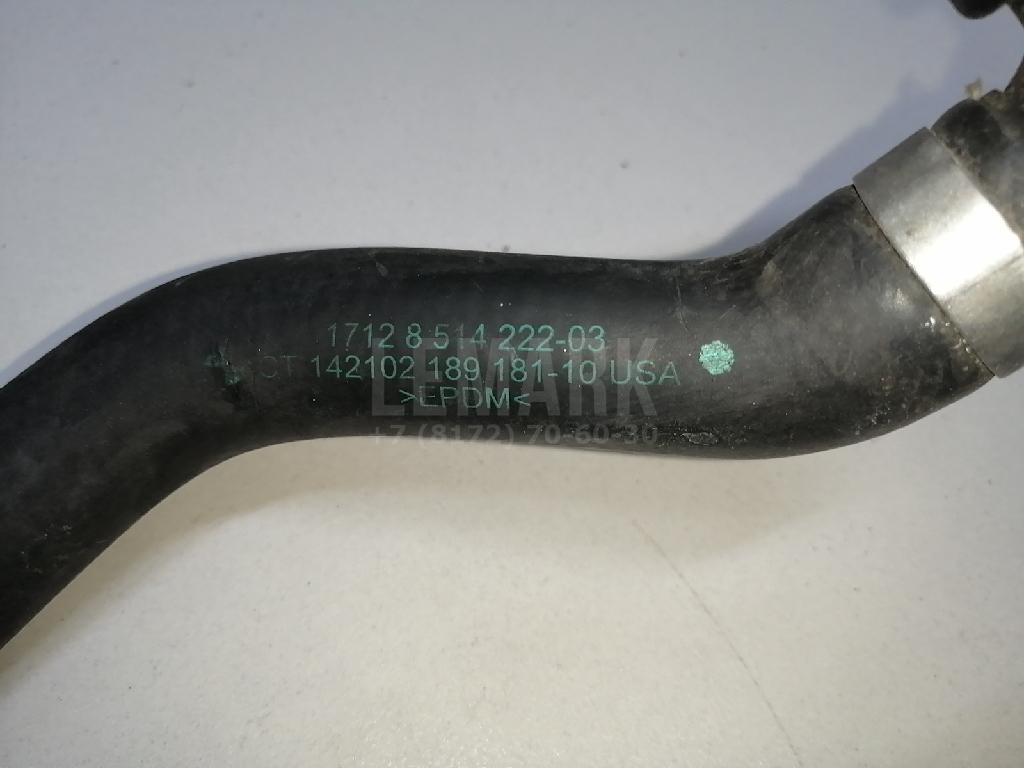 1712 8 514 222-03
CT 142102 189 181-10 USA
>EPDM<
LEMARK
+7 (8172) 70-60-30